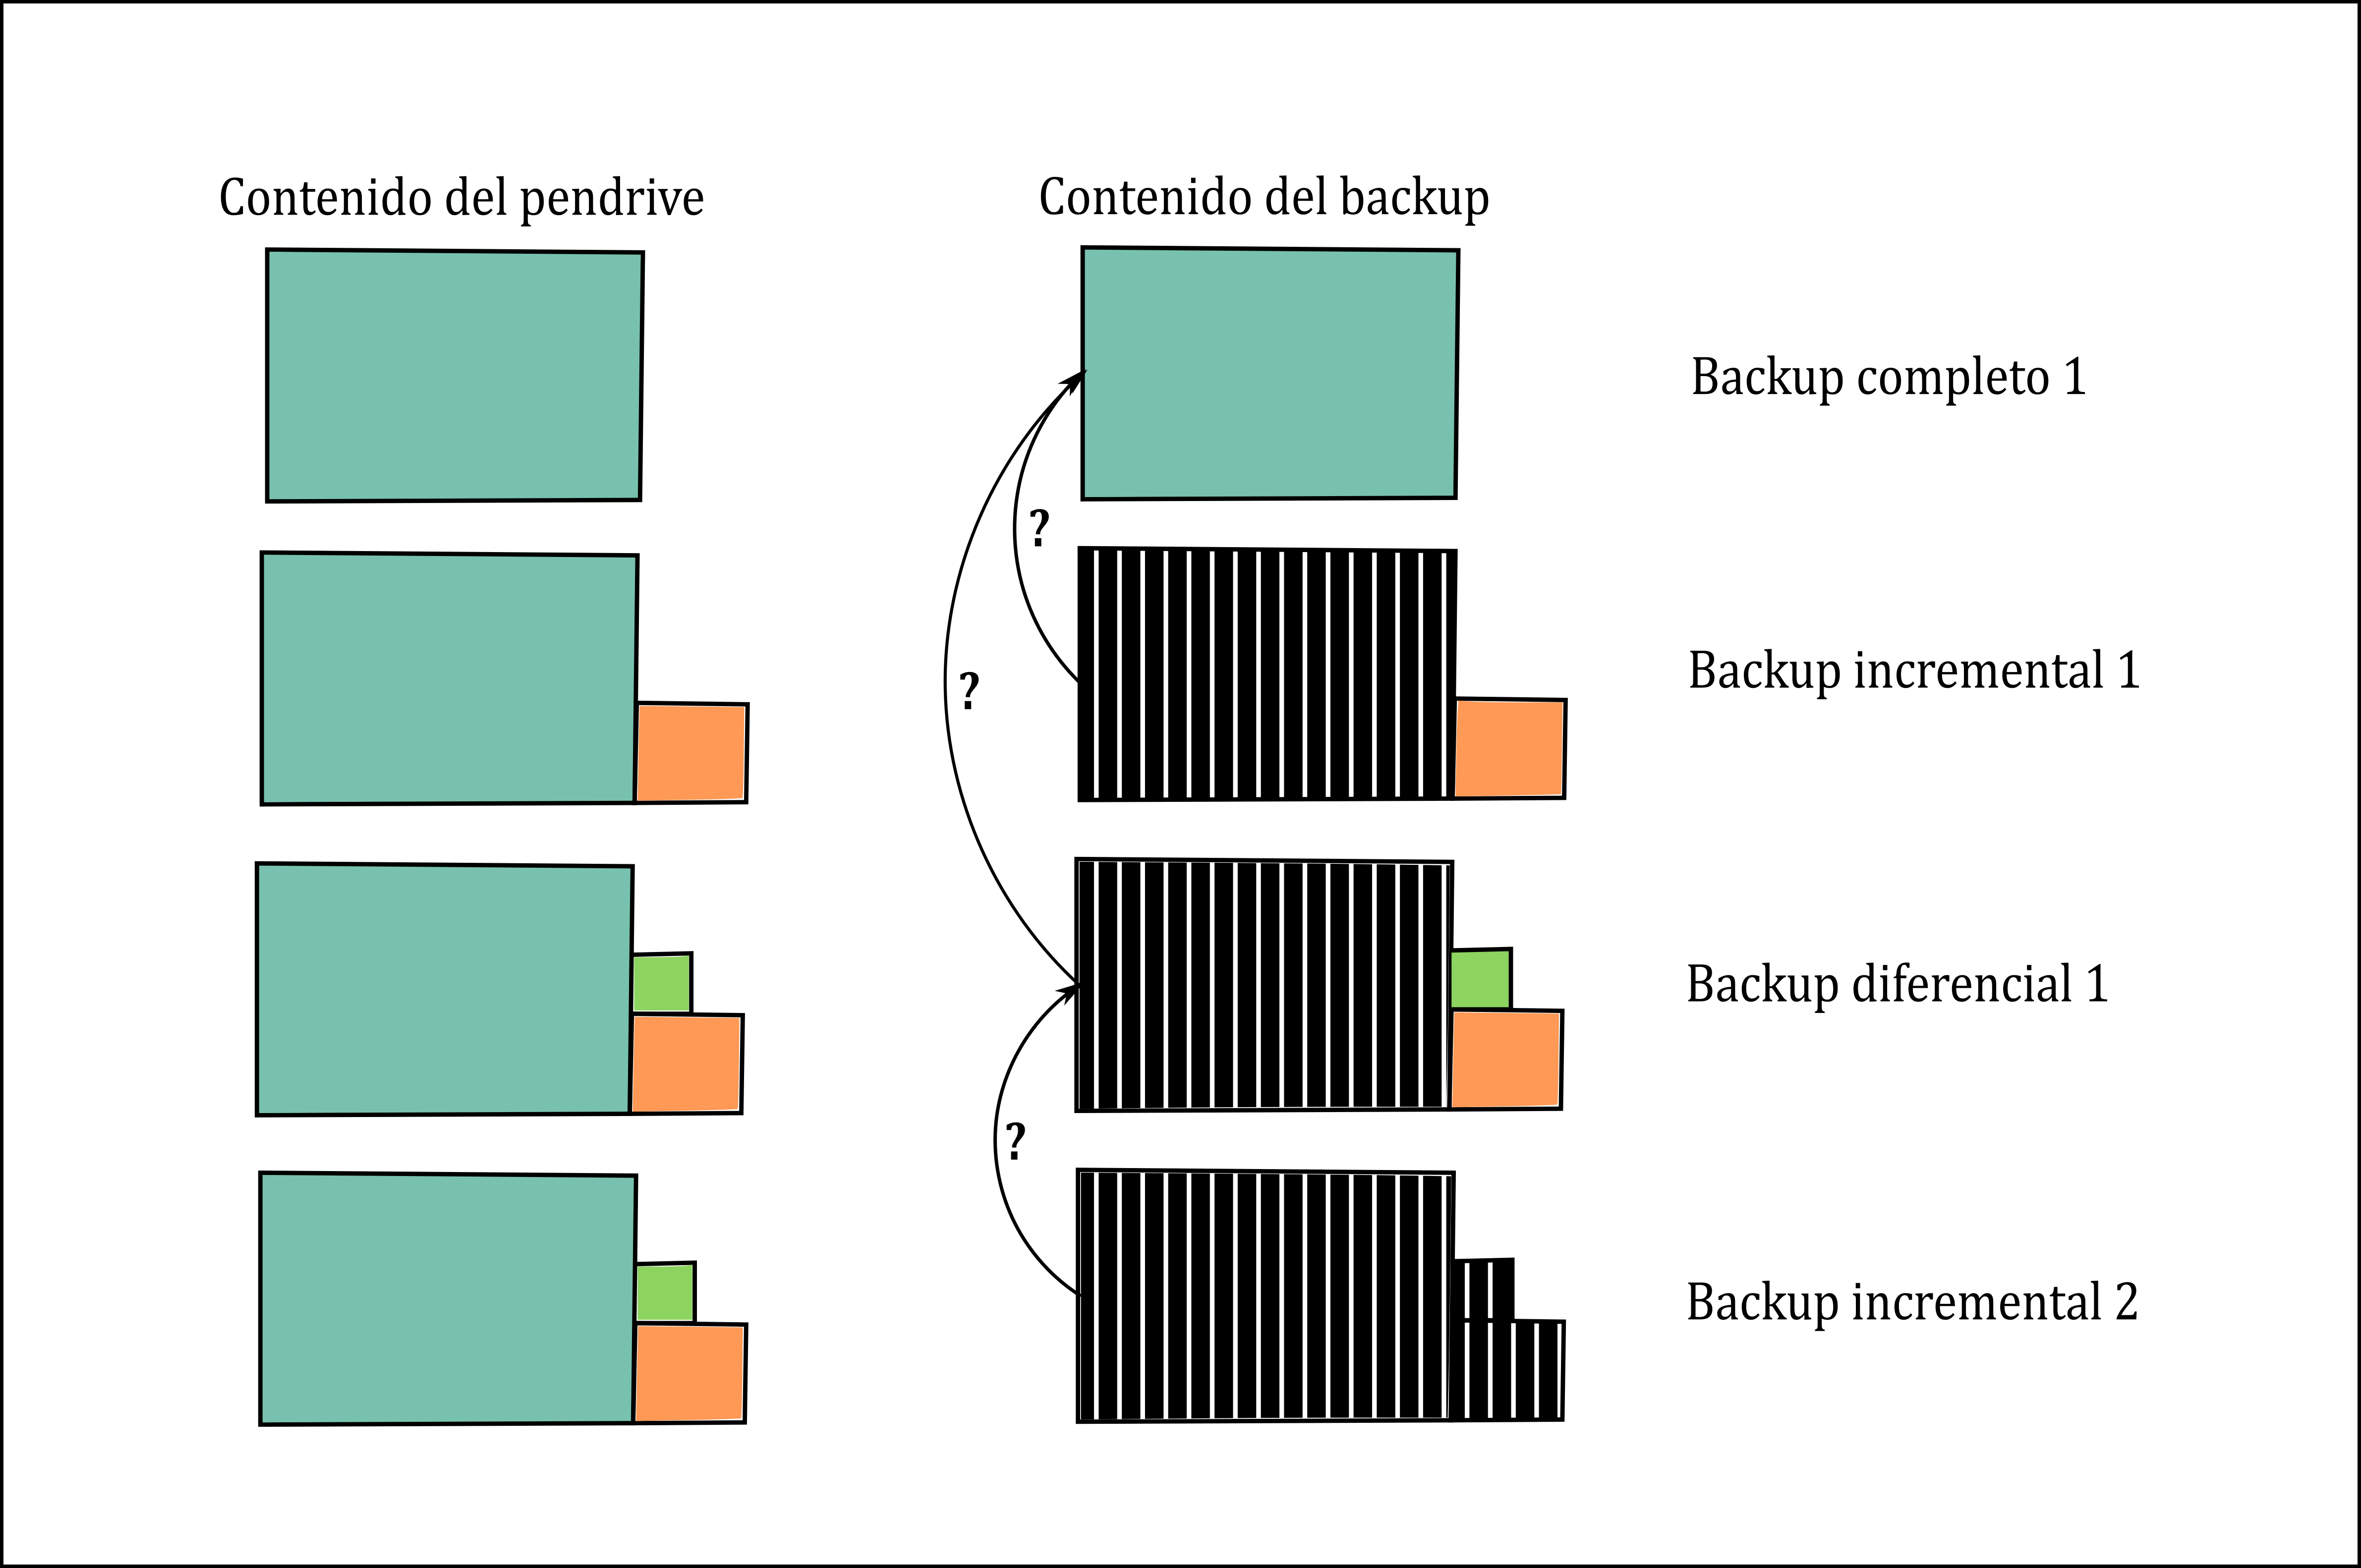 Contenido del pendrive
Contenido del backup
Backup completo 1
?
Backup incremental 1
?
Backup diferencial 1
?
Backup incremental 2